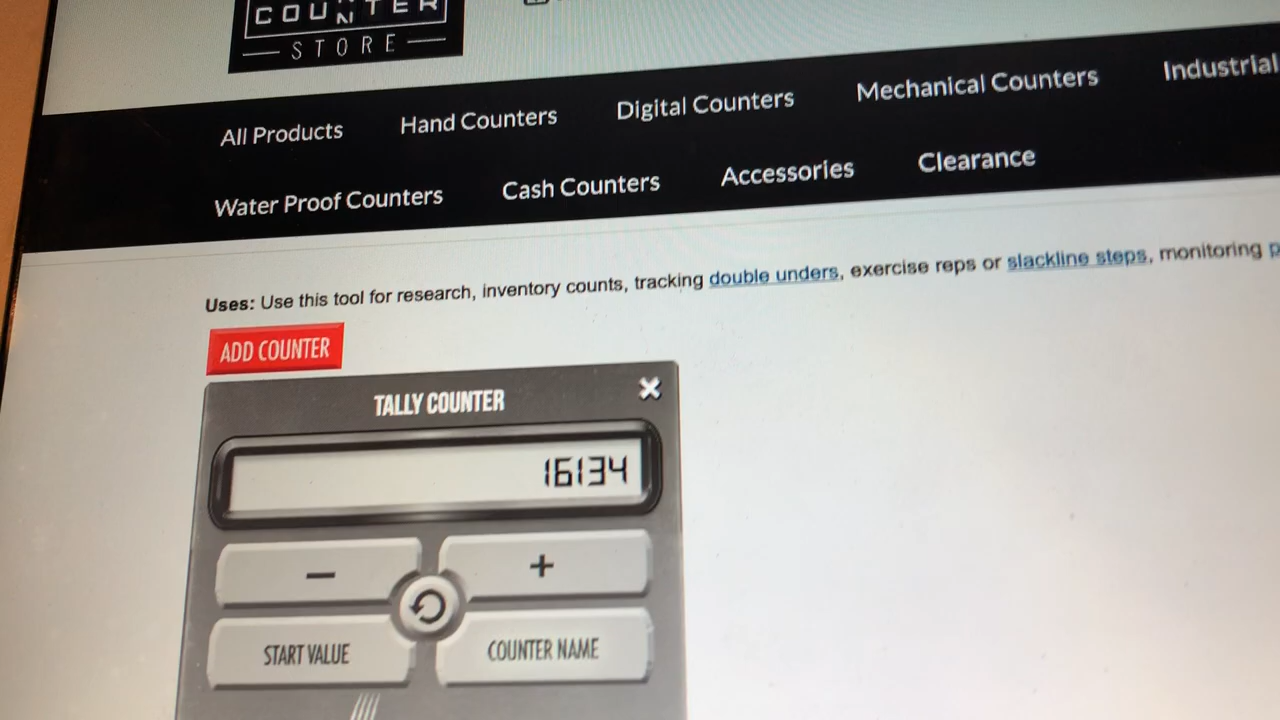 COUNTER
STORE
All Products Hand Counters Digital Counters Mechanical Counters Industrial
Water Proof Counters Cash Counters Accessories Clearance
Uses: Use this tool for research, inventory counts, tracking double unders, exercise reps or slackline steps, monitoring p
ADD COUNTER
TALLY COUNTER
16134
− +
START VALUE COUNTER NAME